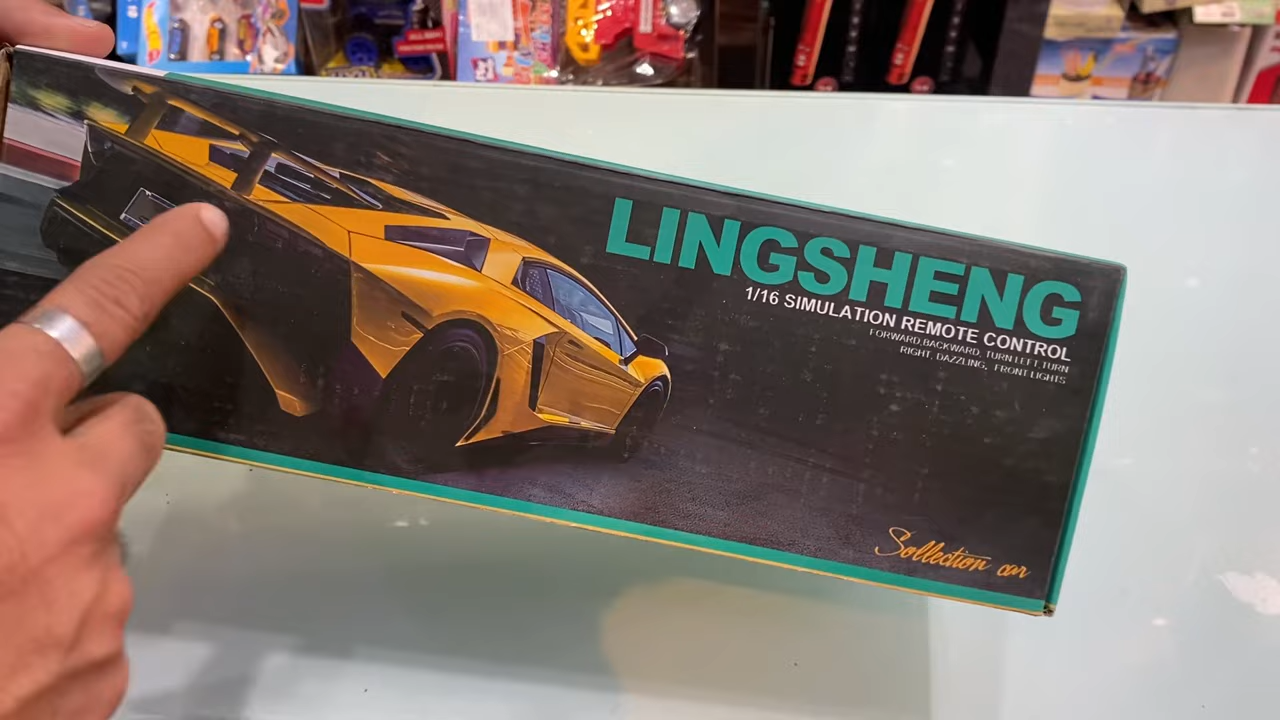 LINGSHENG
1/16 SIMULATION REMOTE CONTROL
FORWARD,BACKWARD, TURN LEFT,TURN
RIGHT, DAZZLING, FRONT LIGHTS
Sollection car